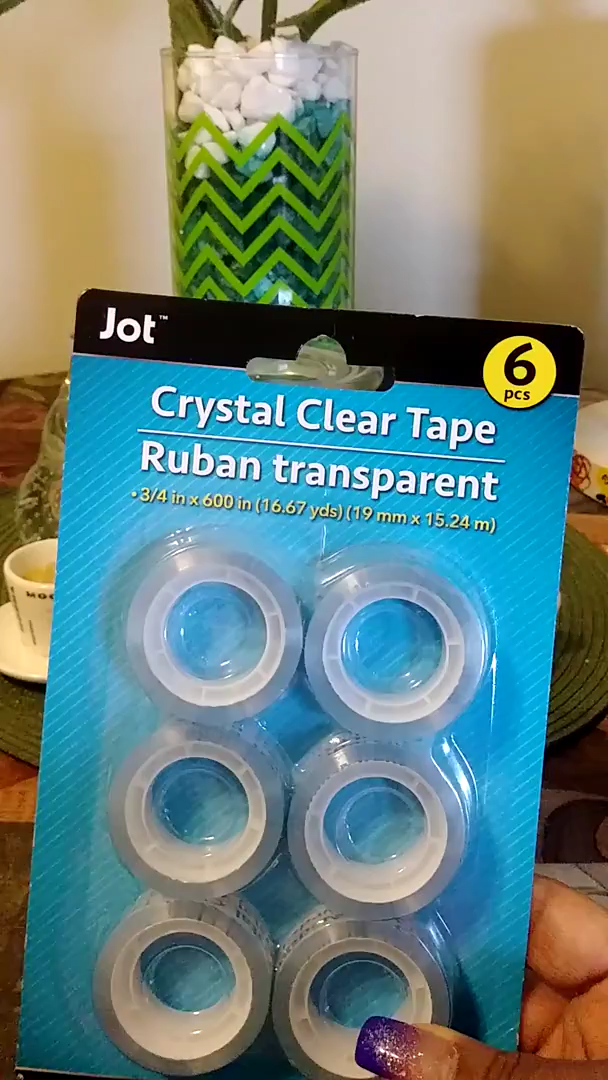 Jot™
6
pcs
Crystal Clear Tape
Ruban transparent
• 3/4 in x 600 in (16.67 yds) (19 mm x 15.24 m)